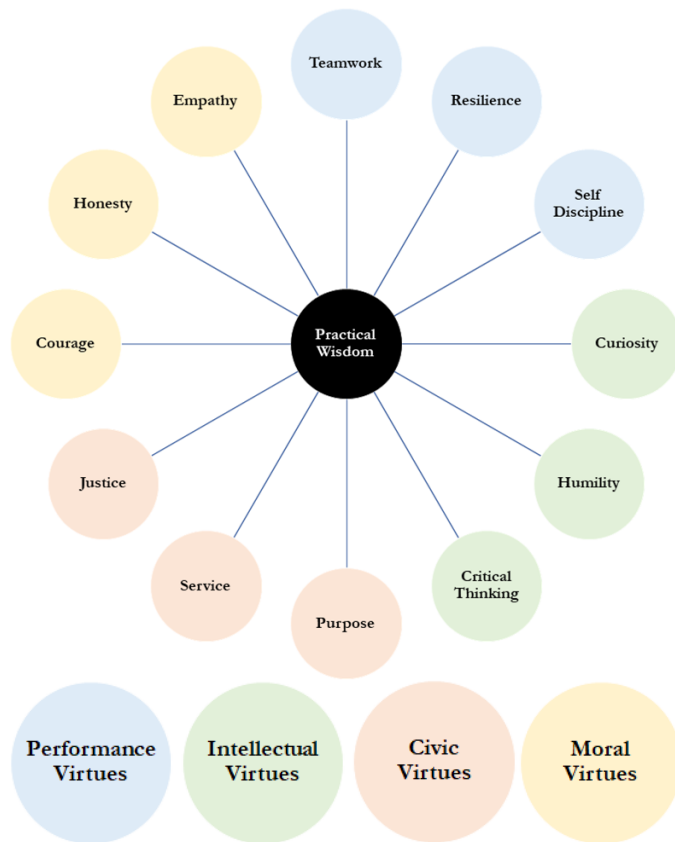 Teamwork
Resilience
Self
Discipline
Curiosity
Humility
Critical
Thinking
Purpose
Service
Justice
Courage
Honesty
Empathy
Practical
Wisdom
Performance
Virtues
Intellectual
Virtues
Civic
Virtues
Moral
Virtues